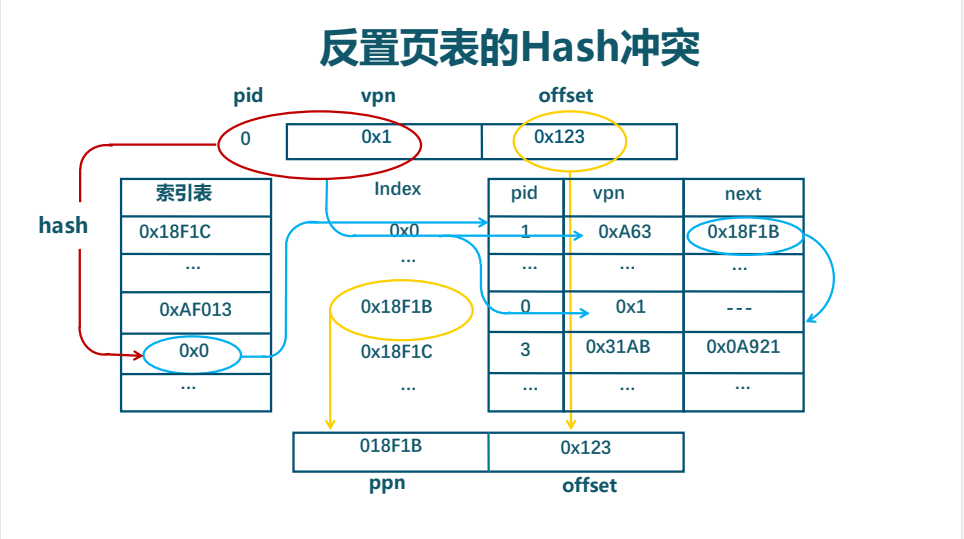 反置页表的Hash冲突
pid vpn offset
0 0x1 0x123
索引表 Index pid vpn next
hash
0x18F1C 0x0 1 0xA63 0x18F1B
... ... ... ... ...
0xAF013 0x18F1B 0 0x1 ---
0x0 0x18F1C 3 0x31AB 0x0A921
... ... ... ... ...
018F1B 0x123
ppn offset